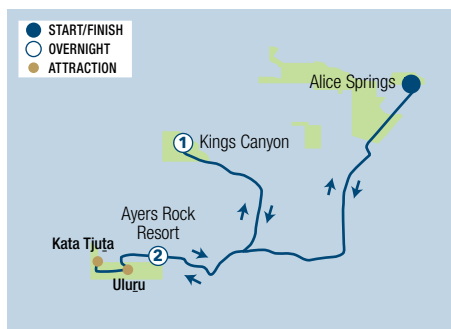 START/FINISH
OVERNIGHT
ATTRACTION
Alice Springs
1
Kings Canyon
Ayers Rock
Resort
2
Kata Tjuṯa
Uluṟu